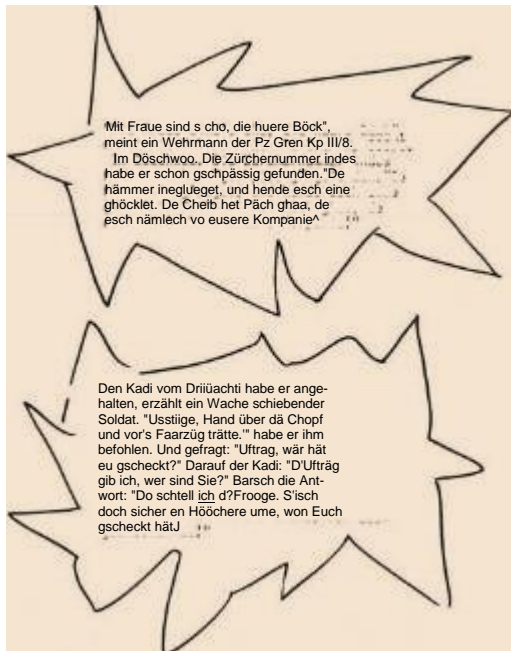 "Mit Fraue sind s cho, die huere Böck",
meint ein Wehrmann der Pz Gren Kp III/8.
Im Döschwoo. Die Zürchernummer indes
habe er schon gschpässig gefunden."De
hämmer ineglueget, und hende esch eine
ghöcklet. De Cheib het Päch ghaa, de
esch nämlech vo eusere Kompanie^
Den Kadi vom Driiüachti habe er ange-
halten, erzählt ein Wache schiebender
Soldat. "Usstiige, Hand über dä Chopf
und vor's Faarzüg trätte.'" habe er ihm
befohlen. Und gefragt: "Uftrag, wär hät
eu gscheckt?" Darauf der Kadi: "D'Ufträg
gib ich, wer sind Sie?" Barsch die Ant-
wort: "Do schtell ich d?Frooge. S'isch
doch sicher en Hööchere ume, won Euch
gscheckt hätJ